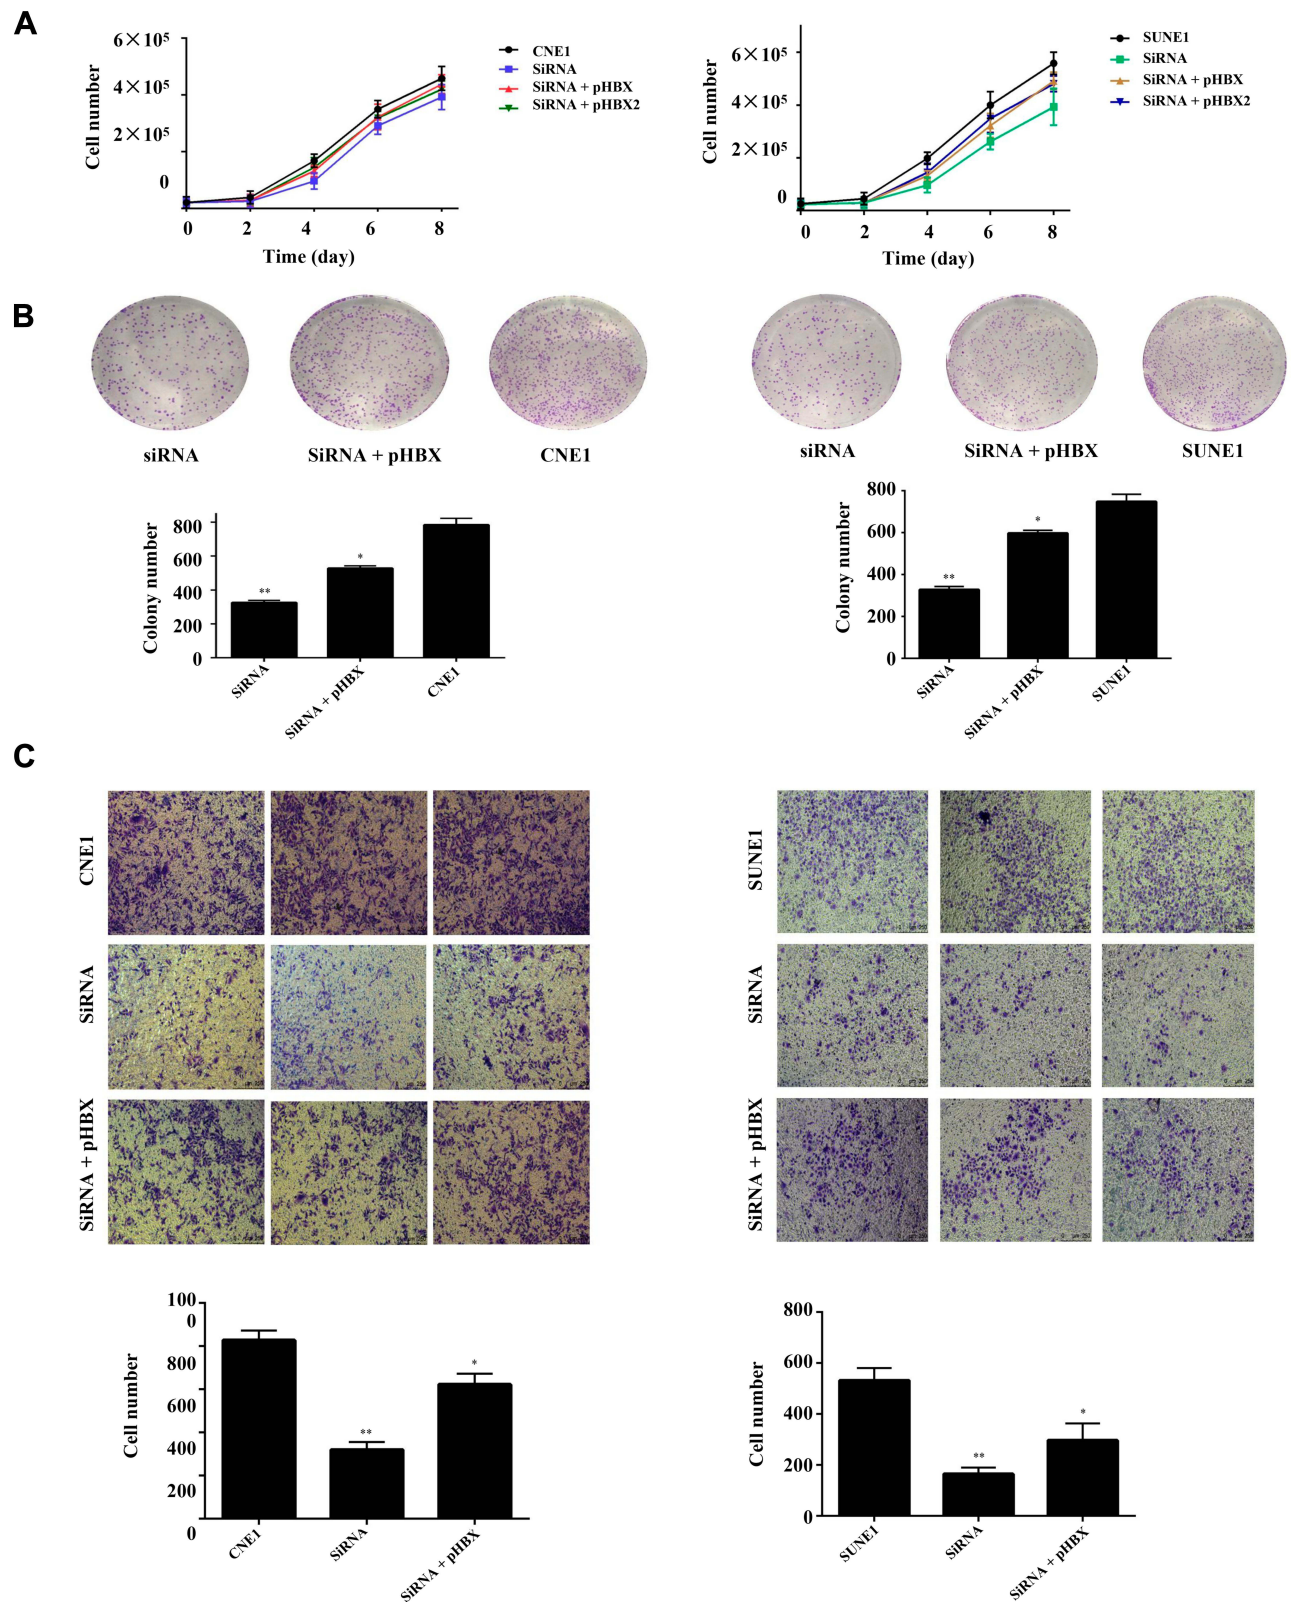 A
6×10⁵
4×10⁵
2×10⁵
0
Cell number
0 2 4 6 8
Time (day)
CNE1
SiRNA
SiRNA + pHBX
SiRNA + pHBX2
6×10⁵
4×10⁵
2×10⁵
0
Cell number
0 2 4 6 8
Time (day)
SUNE1
SiRNA
SiRNA + pHBX
SiRNA + pHBX2
B
siRNA SiRNA + pHBX CNE1
siRNA SiRNA + pHBX SUNE1
800
600
400
200
0
Colony number
**
*
SiRNA
SiRNA + pHBX
CNE1
800
600
400
200
0
Colony number
**
*
SiRNA
SiRNA + pHBX
SUNE1
C
CNE1
SiRNA
SiRNA + pHBX
SUNE1
SiRNA
SiRNA + pHBX
100
0
800
600
400
200
0
Cell number
**
*
CNE1
SiRNA
SiRNA + pHBX
800
600
400
200
0
Cell number
**
*
SUNE1
SiRNA
SiRNA + pHBX